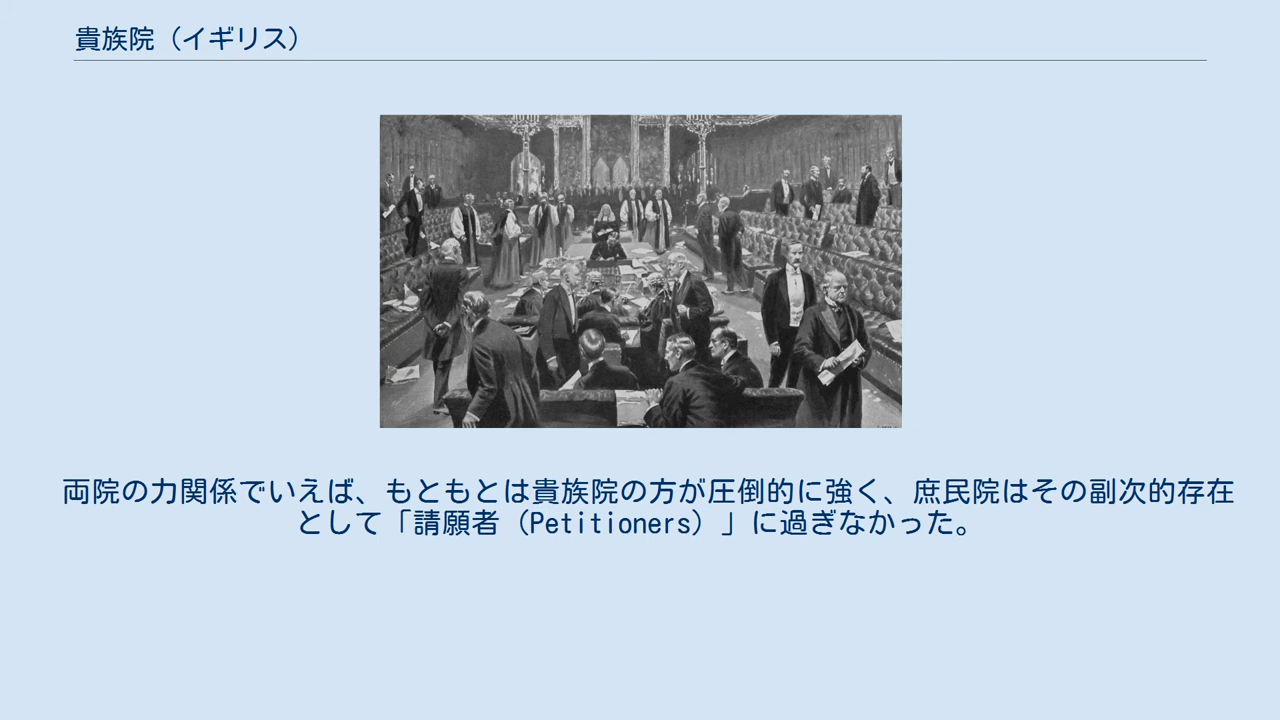 貴族院（イギリス）
両院の力関係でいえば、もともとは貴族院の方が圧倒的に強く、庶民院はその副次的存在
として「請願者（Petitioners）」に過ぎなかった。